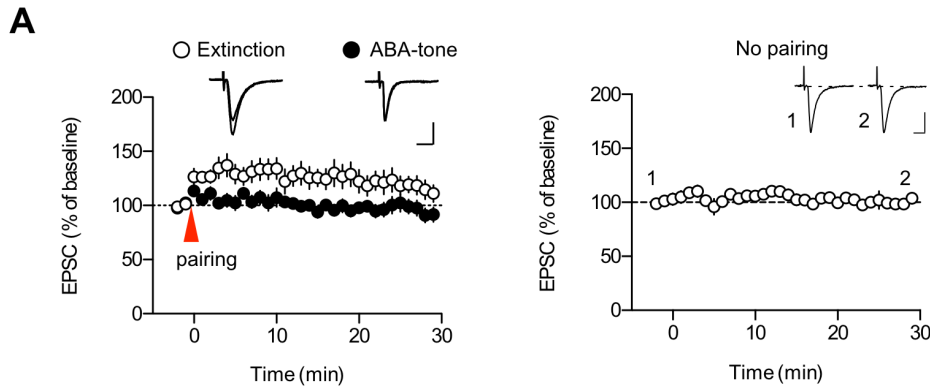 A
Extinction
ABA-tone
200
150
100
50
0
EPSC (% of baseline)
pairing
0
10
20
30
Time (min)
No pairing
1
2
200
150
100
50
0
EPSC (% of baseline)
1
2
0
10
20
30
Time (min)